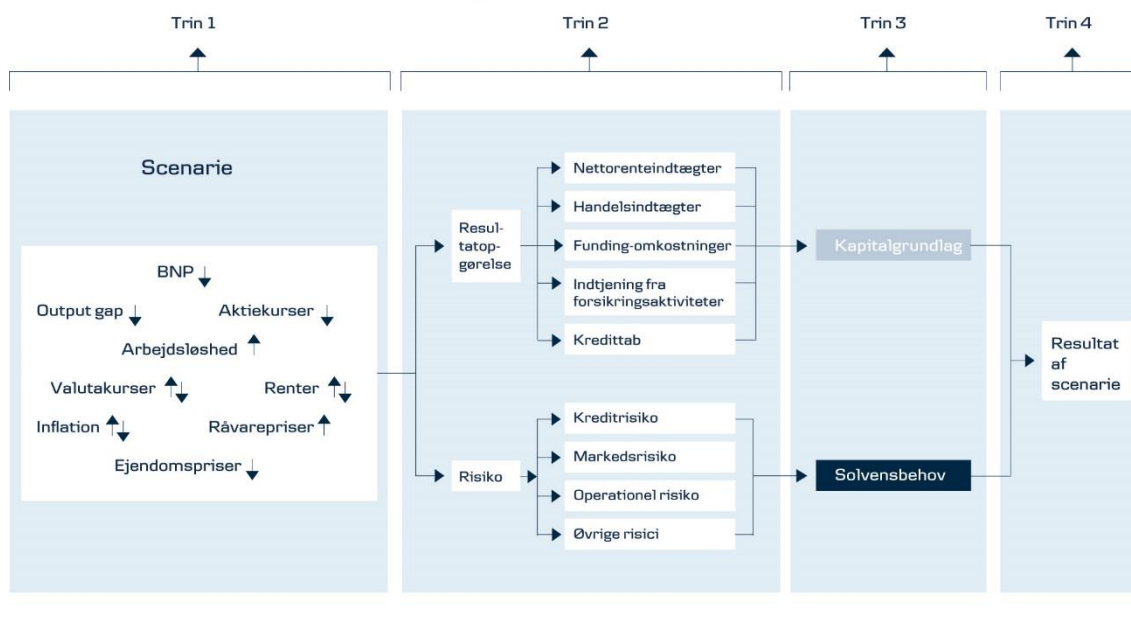 Trin 1
Trin 2
Trin 3
Trin 4
Scenarie
BNP
Output gap
Aktiekurser
Arbejdsløshed
Valutakurser
Renter
Inflation
Råvarepriser
Ejendomspriser
Resul-
tatop-
gørelse
Risiko
Nettorenteindtægter
Handelsindtægter
Funding-omkostninger
Indtjening fra
forsikringsaktiviteter
Kredittab
Kreditrisiko
Markedsrisiko
Operationel risiko
Øvrige risici
Kapitalgrundlag
Solvensbehov
Resultat
af
scenarie